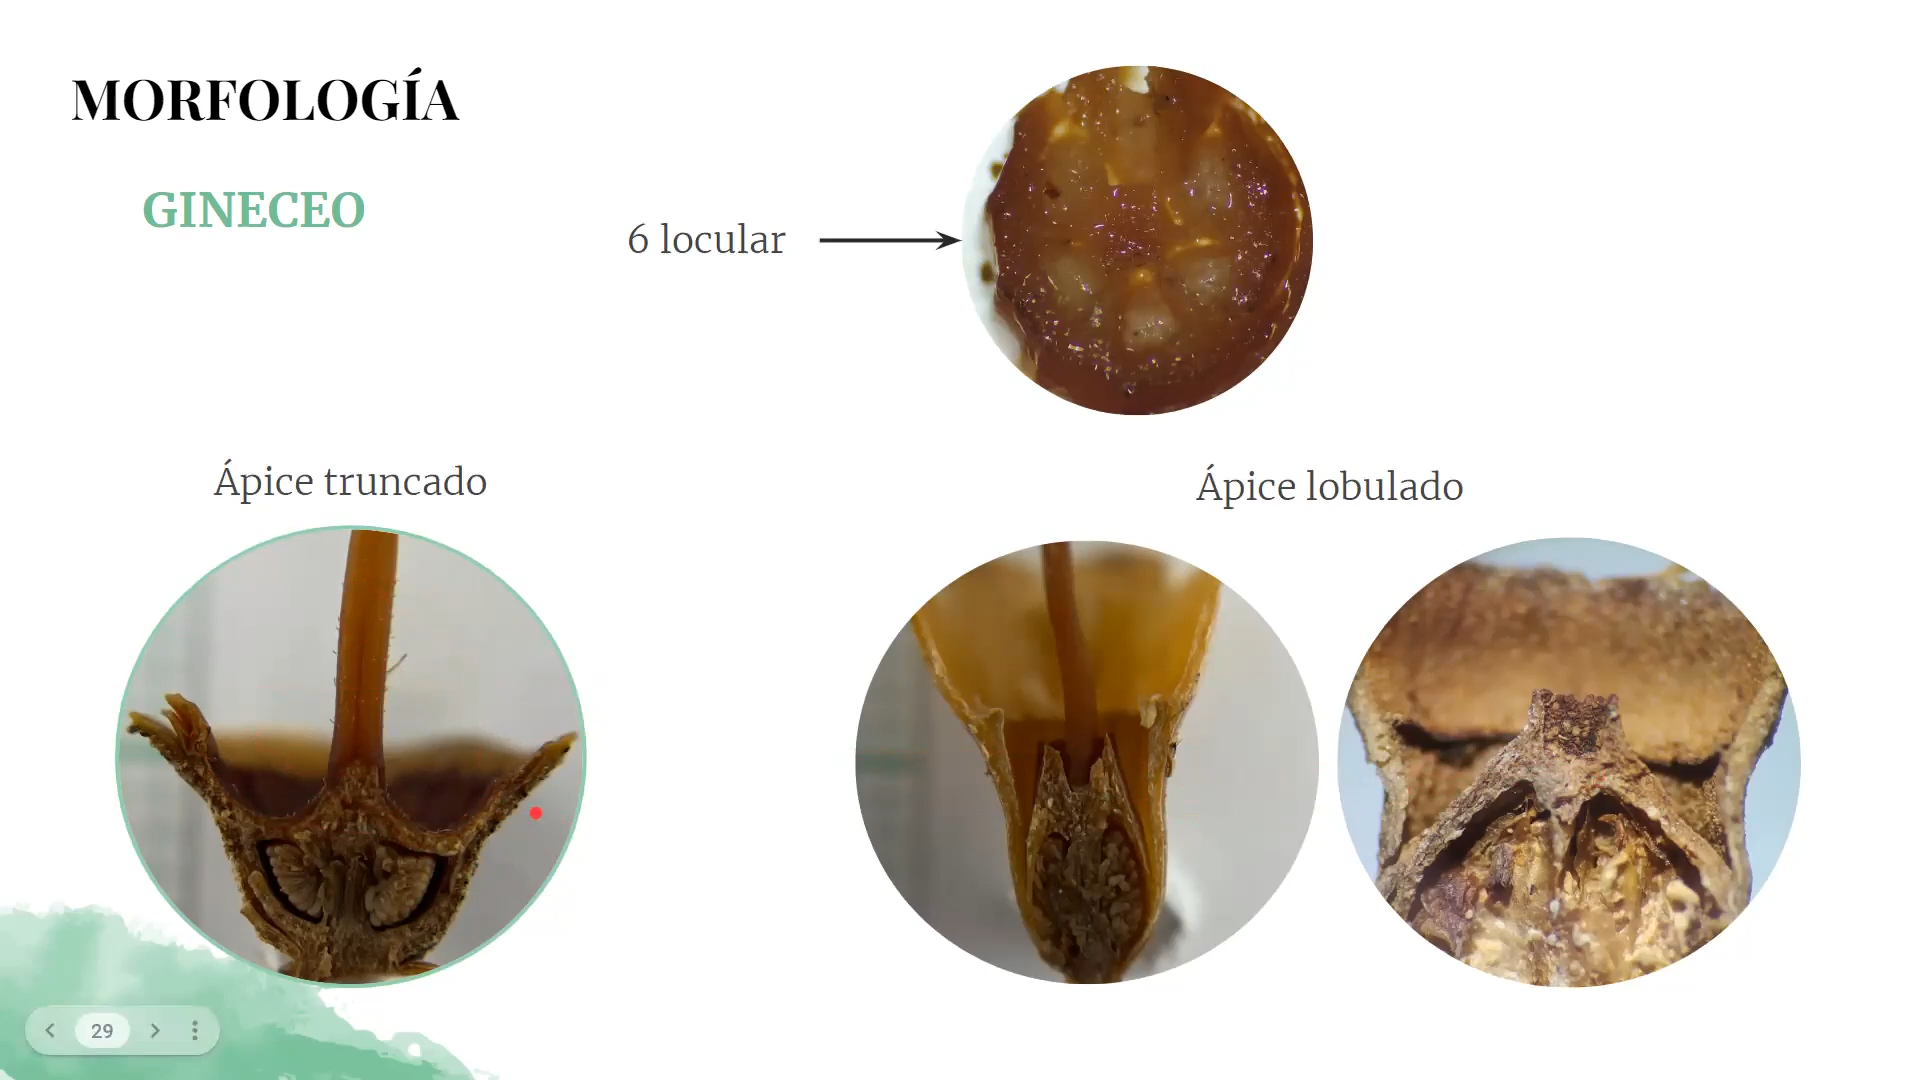 MORFOLOGÍA
GINECEO
6 locular
Ápice truncado
Ápice lobulado
29